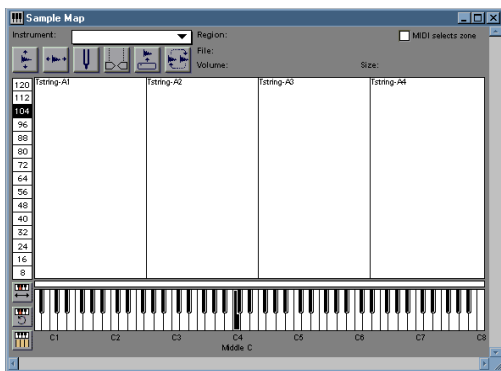 Sample Map
Instrument:
Region:
MIDI selects zone
File:
Volume:
Size:
Tstring-A1
Tstring-A2
Tstring-A3
Tstring-A4
120
112
104
96
88
80
72
64
56
48
40
32
24
16
8
C1 C2 C3 C4 C5 C6 C7 C8
Middle C